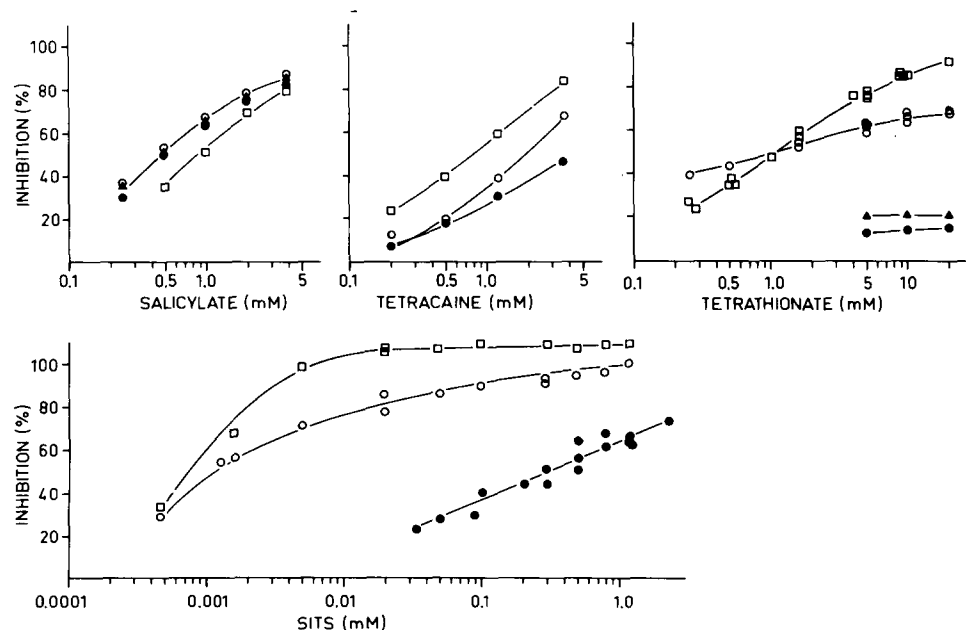 100
80
60
40
20
INHIBITION (%)
0.1 0.5 1.0 5
SALICYLATE (mM)
0.1 0.5 1.0 5
TETRACAINE (mM)
0.1 0.5 1.0 5 10
TETRATHIONATE (mM)
100
80
60
40
20
INHIBITION (%)
0.0001 0.001 0.01 0.1 1.0
SITS (mM)